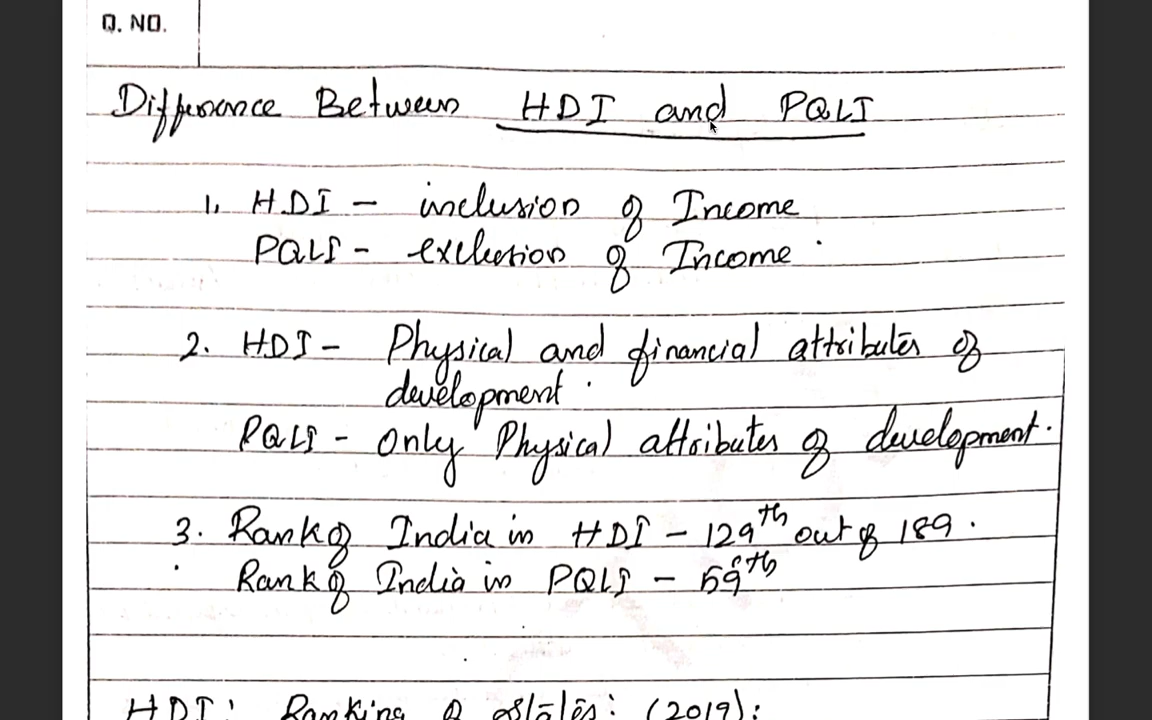 Q. NO.
Difference Between HDI and PQLI
1. HDI - inclusion of Income
PQLI - exclusion of Income.
2. HDI - Physical and financial attributes of
development.
PQLI - only Physical attributes of development.
3. Rank of India in HDI - 129th out of 189.
Rank of India in PQLI - 59th
HDI: Ranking of states: (2019):